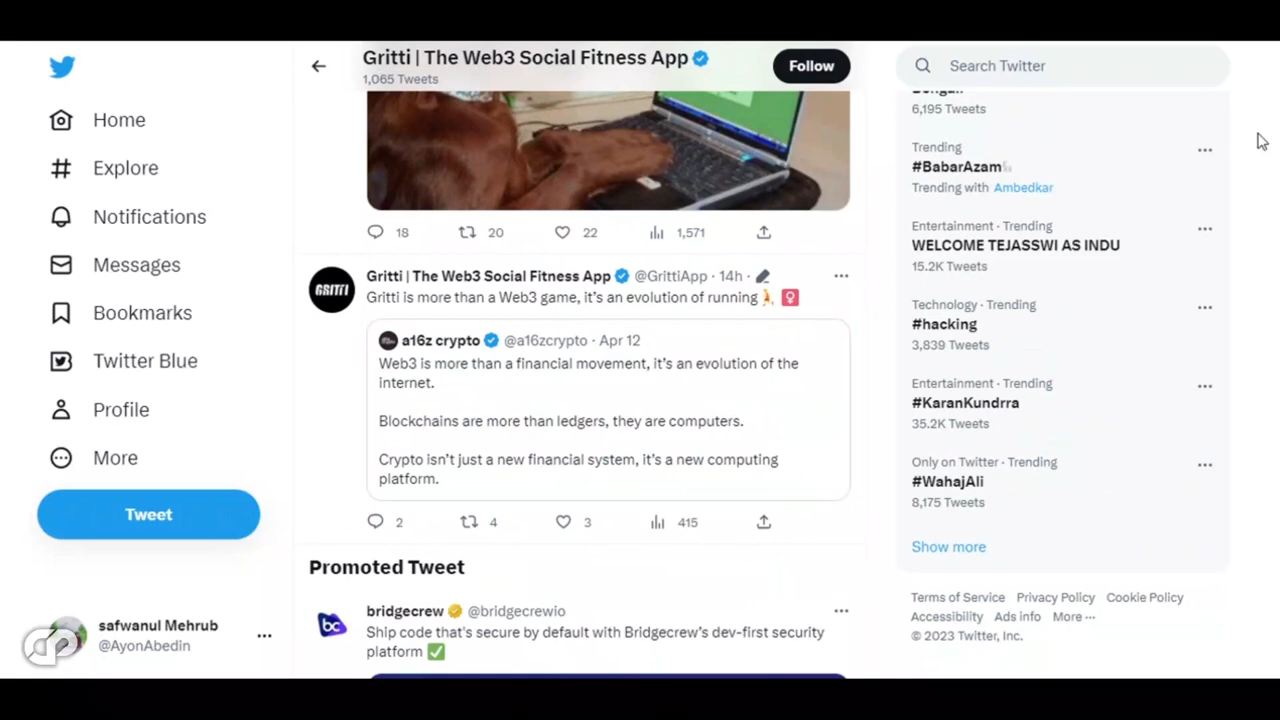 Home
Explore
Notifications
Messages
Bookmarks
Twitter Blue
Profile
More
Tweet
safwanul Mehrub
@AyonAbedin
Gritti | The Web3 Social Fitness App
1,065 Tweets
Follow
18 20 22 1,571
GRITTI
Gritti | The Web3 Social Fitness App @GrittiApp · 14h ·
Gritti is more than a Web3 game, it's an evolution of running
a16z crypto @a16zcrypto · Apr 12
Web3 is more than a financial movement, it's an evolution of the
internet.
Blockchains are more than ledgers, they are computers.
Crypto isn't just a new financial system, it's a new computing
platform.
2 4 3 415
Promoted Tweet
bc
bridgecrew @bridgecrewio
Ship code that's secure by default with Bridgecrew's dev-first security
platform ✅
Search Twitter
6,195 Tweets
Trending
#BabarAzam
Trending with Ambedkar
Entertainment · Trending
WELCOME TEJASSWI AS INDU
15.2K Tweets
Technology · Trending
#hacking
3,839 Tweets
Entertainment · Trending
#KaranKundrra
35.2K Tweets
Only on Twitter · Trending
#WahajAli
8,175 Tweets
Show more
Terms of Service Privacy Policy Cookie Policy
Accessibility Ads info More ···
© 2023 Twitter, Inc.